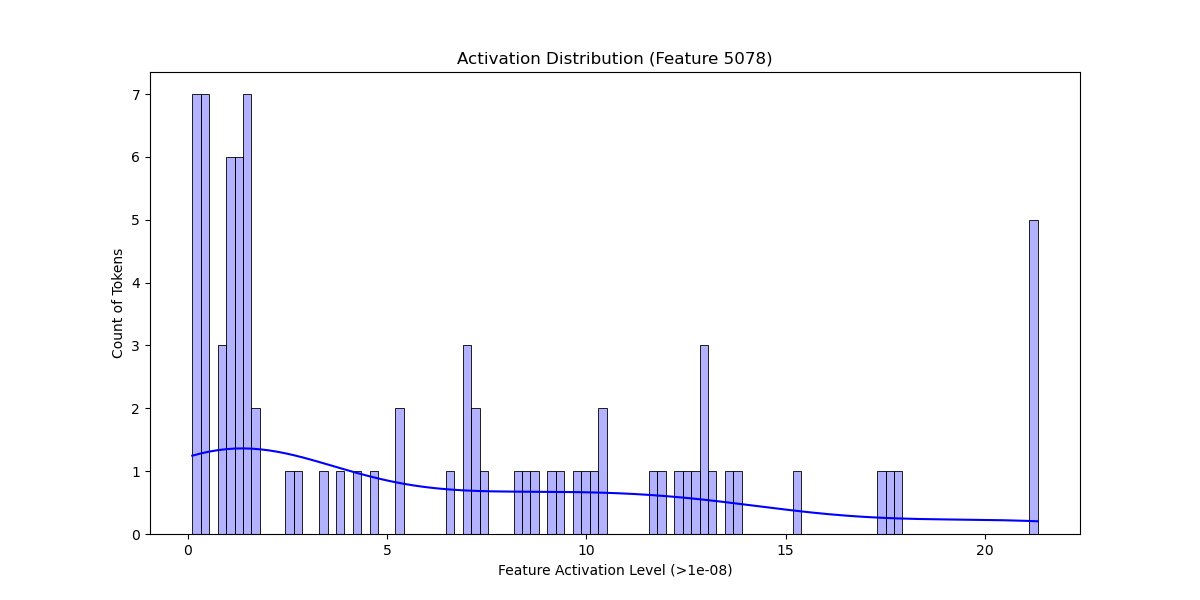 Activation Distribution (Feature 5078)
7
6
5
4
3
2
1
0
Count of Tokens
0 5 10 15 20
Feature Activation Level (>1e-08)